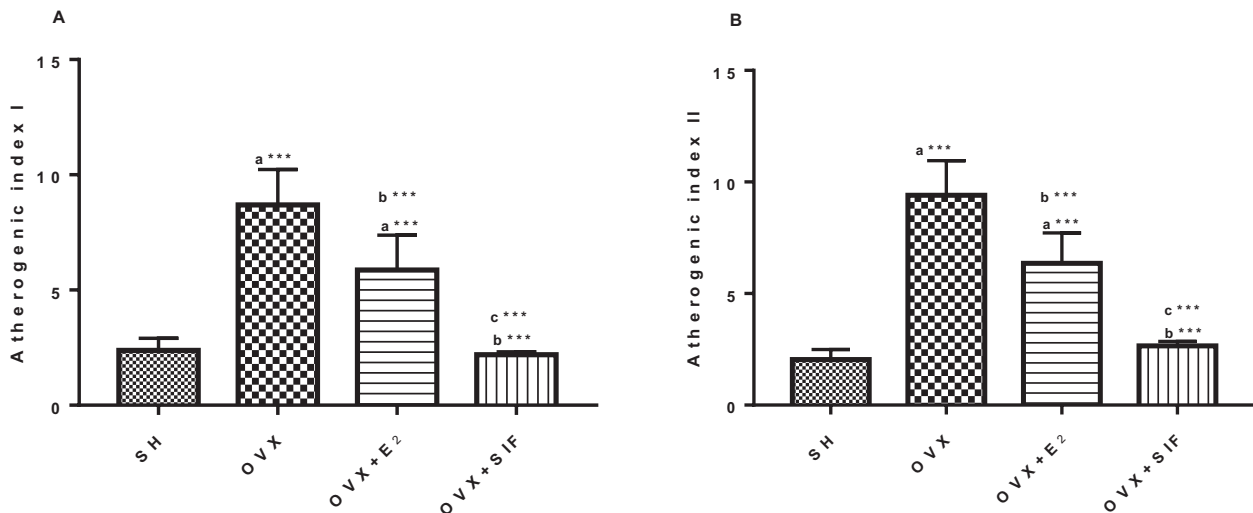 A
Atherogenic index I
15
10
5
0
a ***
b ***
a ***
c ***
b ***
SH
OVX
OVX+E2
OVX+SIF
B
Atherogenic index II
15
10
5
0
a ***
b ***
a ***
c ***
b ***
SH
OVX
OVX+E2
OVX+SIF